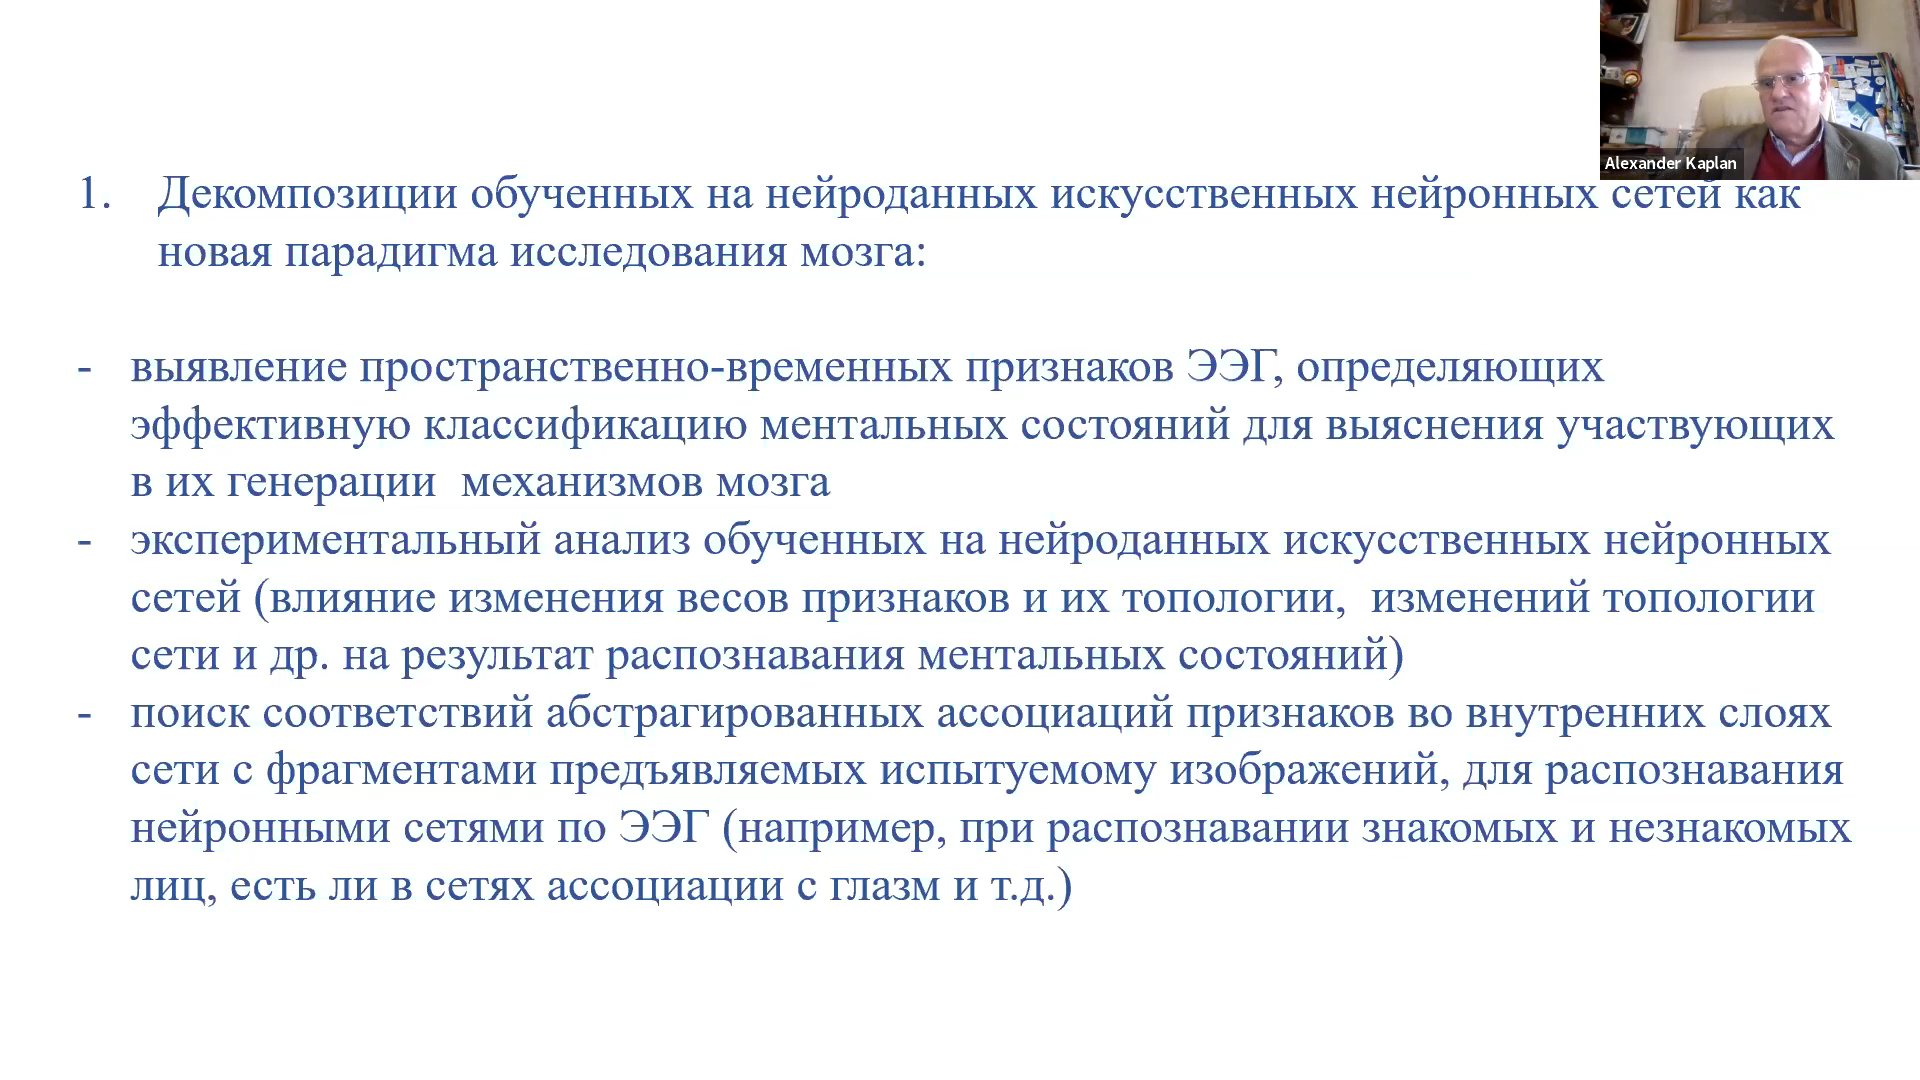 Alexander Kaplan
1. Декомпозиции обученных на нейроданных искусственных нейронных сетей как
новая парадигма исследования мозга:
- выявление пространственно-временных признаков ЭЭГ, определяющих
эффективную классификацию ментальных состояний для выяснения участвующих
в их генерации  механизмов мозга
- экспериментальный анализ обученных на нейроданных искусственных нейронных
сетей (влияние изменения весов признаков и их топологии,  изменений топологии
сети и др. на результат распознавания ментальных состояний)
- поиск соответствий абстрагированных ассоциаций признаков во внутренних слоях
сети с фрагментами предъявляемых испытуемому изображений, для распознавания
нейронными сетями по ЭЭГ (например, при распознавании знакомых и незнакомых
лиц, есть ли в сетях ассоциации с глазм и т.д.)